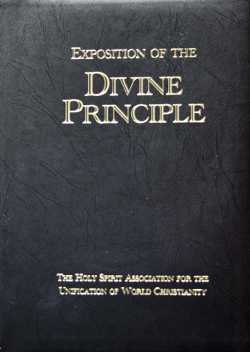 EXPOSITION OF THE
DIVINE
PRINCIPLE
THE HOLY SPIRIT ASSOCIATION FOR THE
UNIFICATION OF WORLD CHRISTIANITY